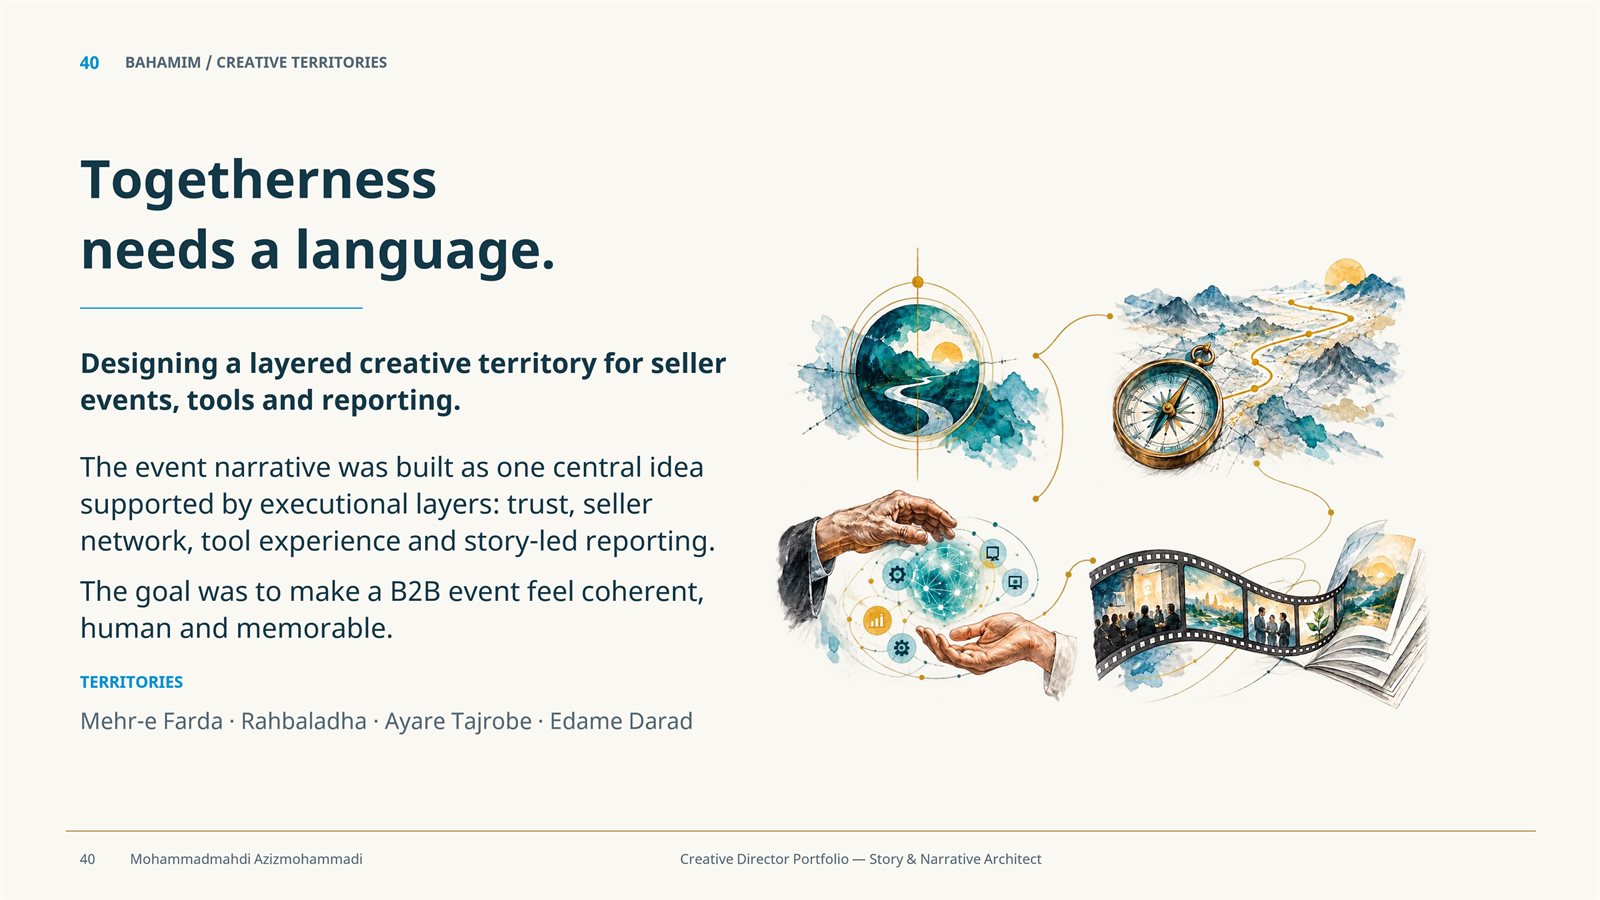 40 BAHAMIM / CREATIVE TERRITORIES
Togetherness
needs a language.
Designing a layered creative territory for seller
events, tools and reporting.
The event narrative was built as one central idea
supported by executional layers: trust, seller
network, tool experience and story-led reporting.
The goal was to make a B2B event feel coherent,
human and memorable.
TERRITORIES
Mehr-e Farda · Rahbaladha · Ayare Tajrobe · Edame Darad
40 Mohammadmahdi Azizmohammadi Creative Director Portfolio — Story & Narrative Architect